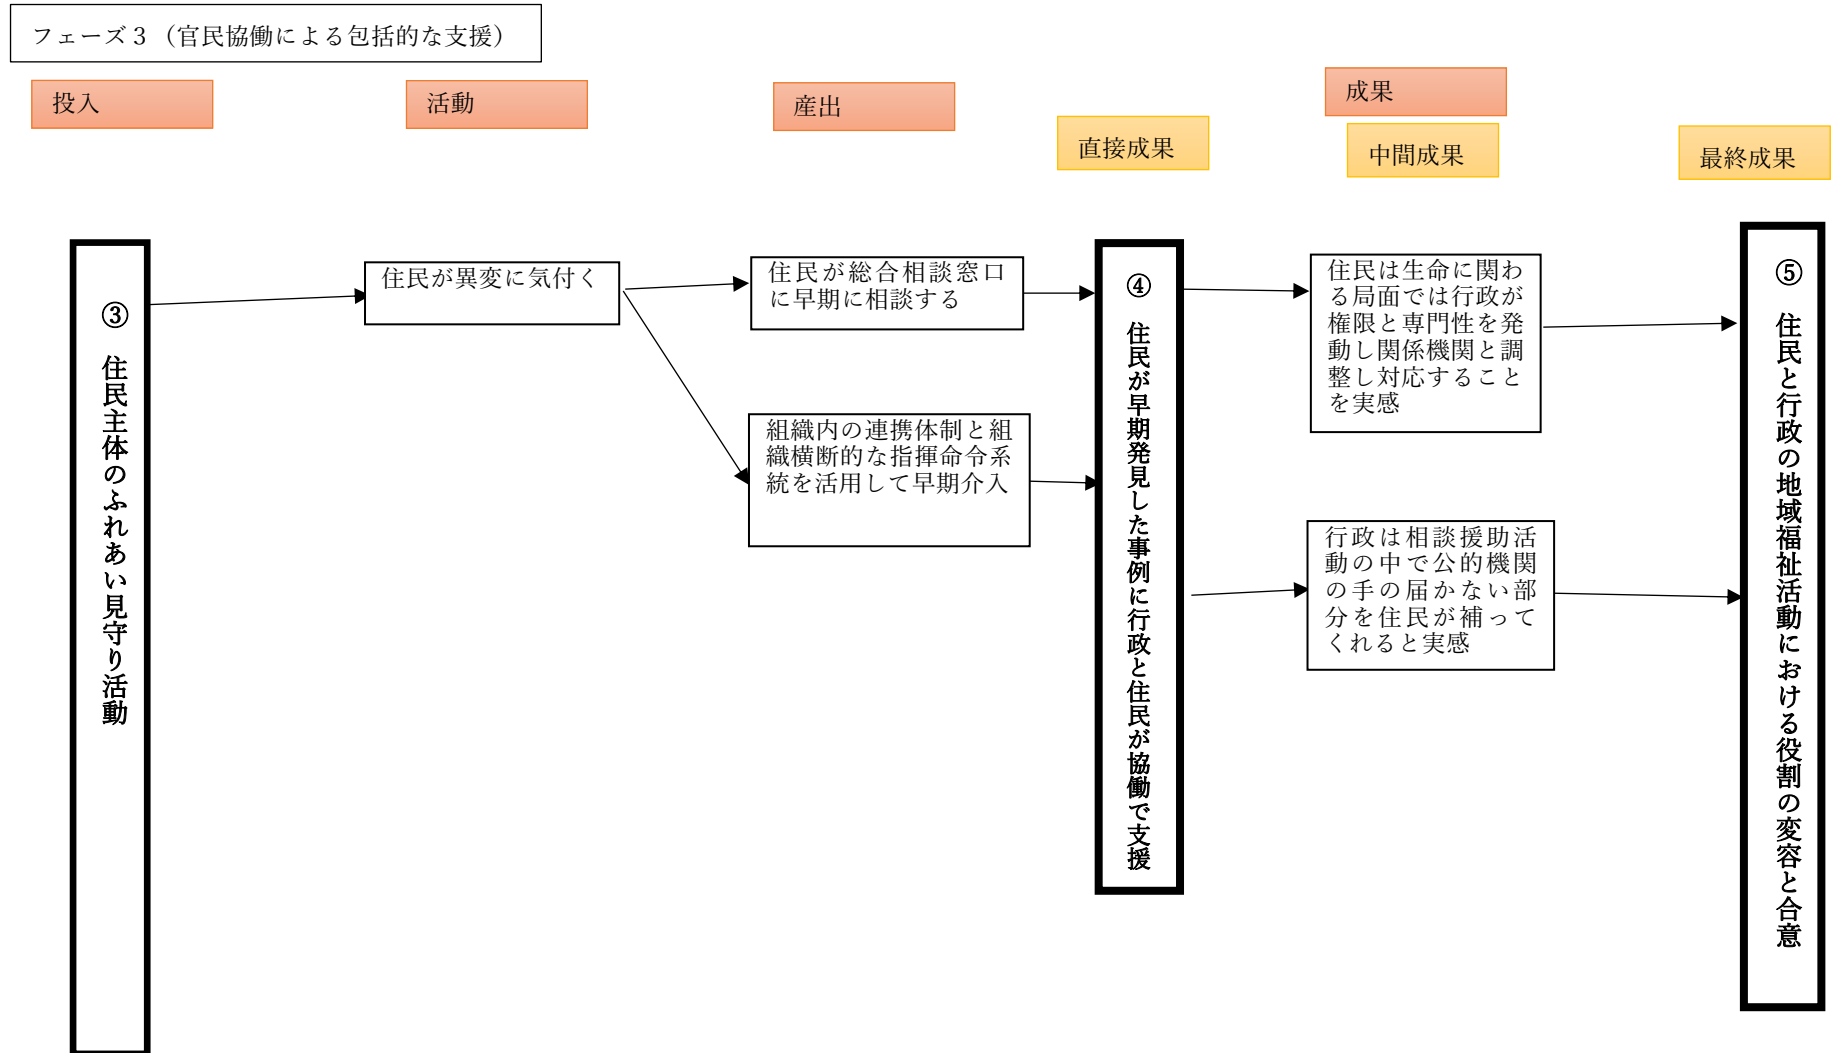 フェーズ3（官民協働による包括的な支援）
投入
活動
産出
成果
直接成果
中間成果
最終成果
③ 住民主体のふれあい見守り活動
住民が異変に気付く
住民が総合相談窓口
に早期に相談する
組織内の連携体制と組
織横断的な指揮命令系
統を活用して早期介入
④ 住民が早期発見した事例に行政と住民が協働で支援
住民は生命に関わ
る局面では行政が
権限と専門性を発
動し関係機関と調
整し対応すること
を実感
行政は相談援助活
動の中で公的機関
の手の届かない部
分を住民が補って
くれると実感
⑤ 住民と行政の地域福祉活動における役割の変容と合意